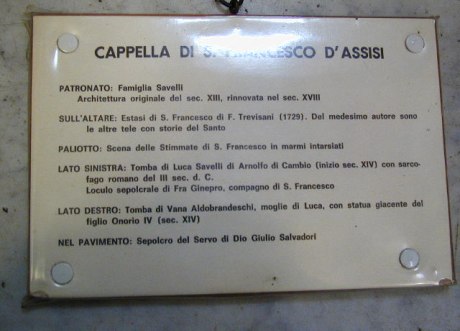 CAPPELLA DI S. FRANCESCO D'ASSISI
PATRONATO: Famiglia Savelli
Architettura originale del sec. XIII, rinnovata nel sec. XVIII
SULL'ALTARE: Estasi di S. Francesco di F. Trevisani (1729). Del medesimo autore sono
le altre tele con storie del Santo
PALIOTTO: Scena delle Stimmate di S. Francesco in marmi intarsiati
LATO SINISTRA: Tomba di Luca Savelli di Arnolfo di Cambio (inizio sec. XIV) con sarco-
fago romano del III sec. d. C.
Loculo sepolcrale di Fra Ginepro, compagno di S. Francesco
LATO DESTRO: Tomba di Vana Aldobrandeschi, moglie di Luca, con statua giacente del
figlio Onorio IV (sec. XIV)
NEL PAVIMENTO: Sepolcro del Servo di Dio Giulio Salvadori